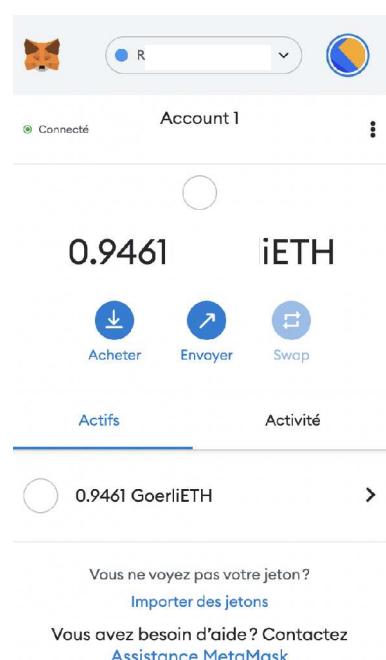 R
Connecté
Account 1
0.9461 iETH
Acheter Envoyer Swap
Actifs Activité
0.9461 GoerliETH
Vous ne voyez pas votre jeton?
Importer des jetons
Vous avez besoin d'aide? Contactez
Assistance MetaMask